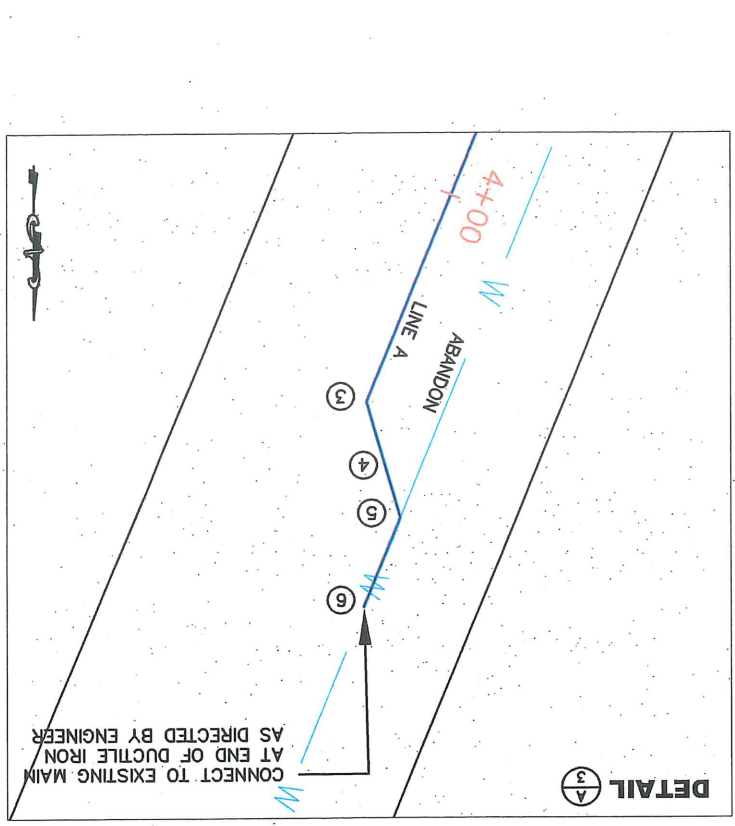 DETAIL A
3
W
CONNECT TO EXISTING MAIN
AT END OF DUCTILE IRON
AS DIRECTED BY ENGINEER
6
W
5
4
3
ABANDON
LINE A
W
4+00